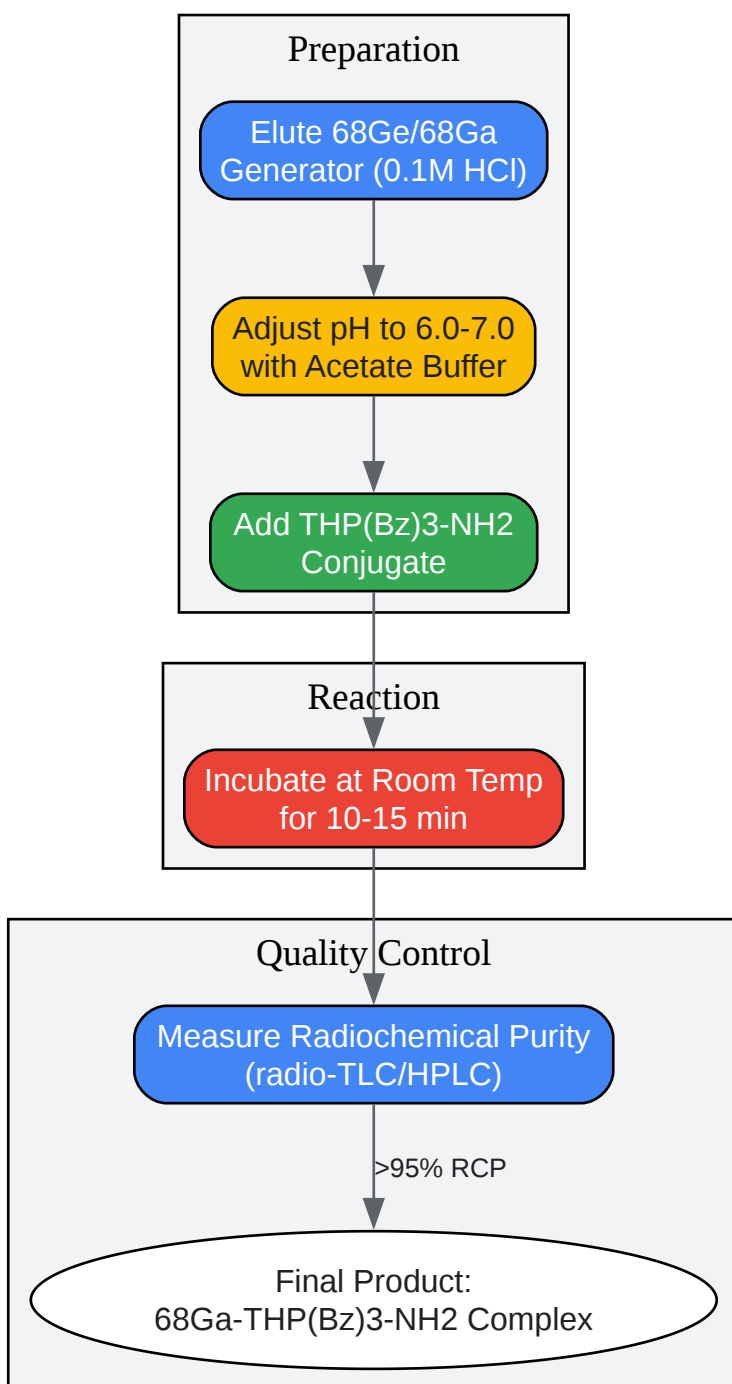 Preparation
Elute 68Ge/68Ga
Generator (0.1M HCl)
Adjust pH to 6.0-7.0
with Acetate Buffer
Add THP(Bz)3-NH2
Conjugate
Reaction
Incubate at Room Temp
for 10-15 min
Quality Control
Measure Radiochemical Purity
(radio-TLC/HPLC)
>95% RCP
Final Product:
68Ga-THP(Bz)3-NH2 Complex